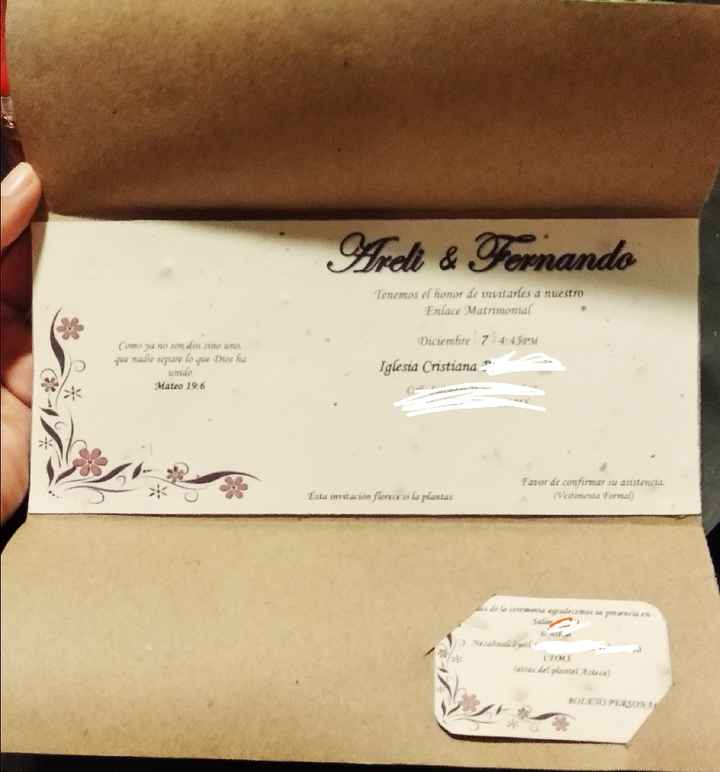 Areli & Fernando
Tenemos el honor de invitarles a nuestro
Enlace Matrimonial
Diciembre 7 4:45PM
Iglesia Cristiana
Como ya no son dos sino uno,
que nadie separe lo que Dios ha
unido.
Mateo 19:6
Favor de confirmar su asistencia.
(Vestimenta Formal)
Esta invitación florece si la plantas.
de la ceremonia agradecemos su presencia en
Salón
(atrás del plantel Azteca)
BOLETO PERSONAL